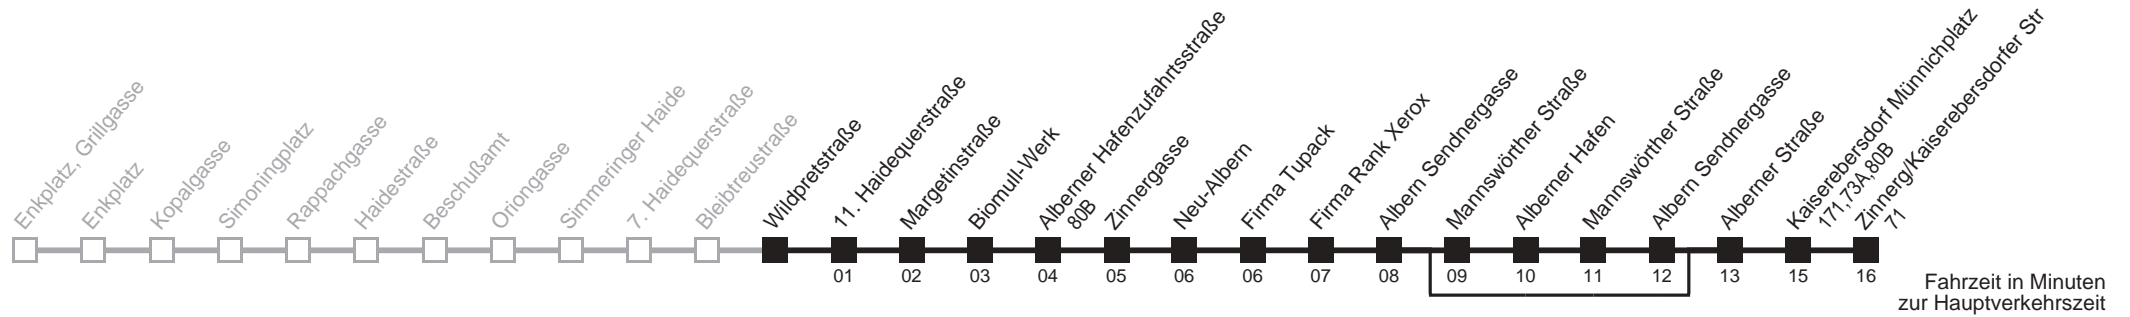 Enkplatz, Grillgasse
Enkplatz
Kopalgasse
Simoningplatz
Rappachgasse
Haidestraße
Beschußamt
Oriongasse
Simmeringer Haide
7. Haidequerstraße
Bleibtreustraße
Wildpretstraße
11. Haidequerstraße
Margetinstraße
Biomull-Werk
Alberner Hafenzufahrtsstraße
80B
Zinnergasse
Neu-Albern
Firma Tupack
Firma Rank Xerox
Albern Sendnergasse
Mannswörther Straße
Alberner Hafen
Mannswörther Straße
Albern Sendnergasse
Alberner Straße
Kaiserebersdorf Münnichplatz
171,73A,80B
Zinnerg/Kaiserebersdorfer Str
71
01 02 03 04 05 06 06 07 08 09 10 11 12 13 15 16
Fahrzeit in Minuten
zur Hauptverkehrszeit